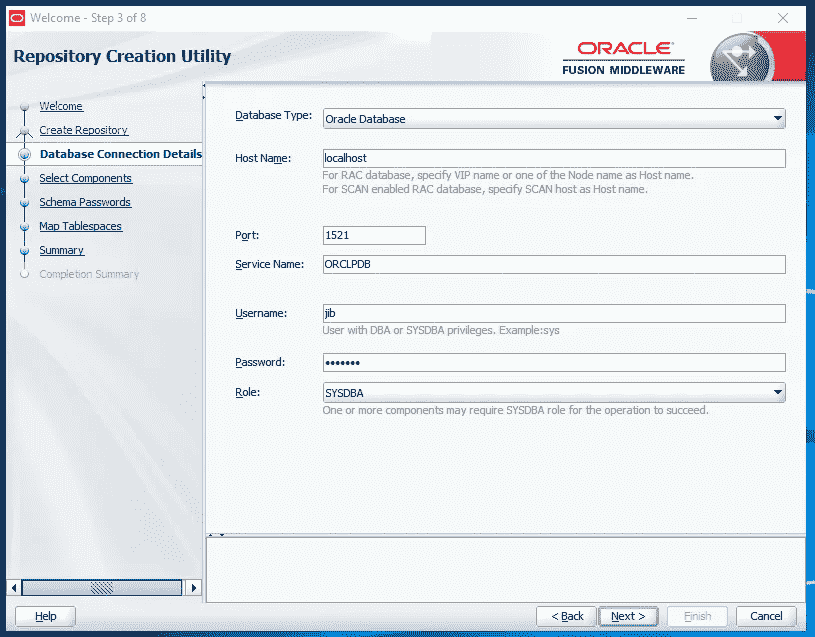 Welcome - Step 3 of 8
Repository Creation Utility
ORACLE
FUSION MIDDLEWARE
Welcome
Create Repository
Database Connection Details
Select Components
Schema Passwords
Map Tablespaces
Summary
Completion Summary
Database Type: Oracle Database
Host Name: localhost
For RAC database, specify VIP name or one of the Node name as Host name.
For SCAN enabled RAC database, specify SCAN host as Host name.
Port: 1521
Service Name: ORCLPDB
Username: jib
User with DBA or SYSDBA privileges. Example:sys
Password: •••••••
Role: SYSDBA
One or more components may require SYSDBA role for the operation to succeed.
Help
< Back
Next >
Finish
Cancel